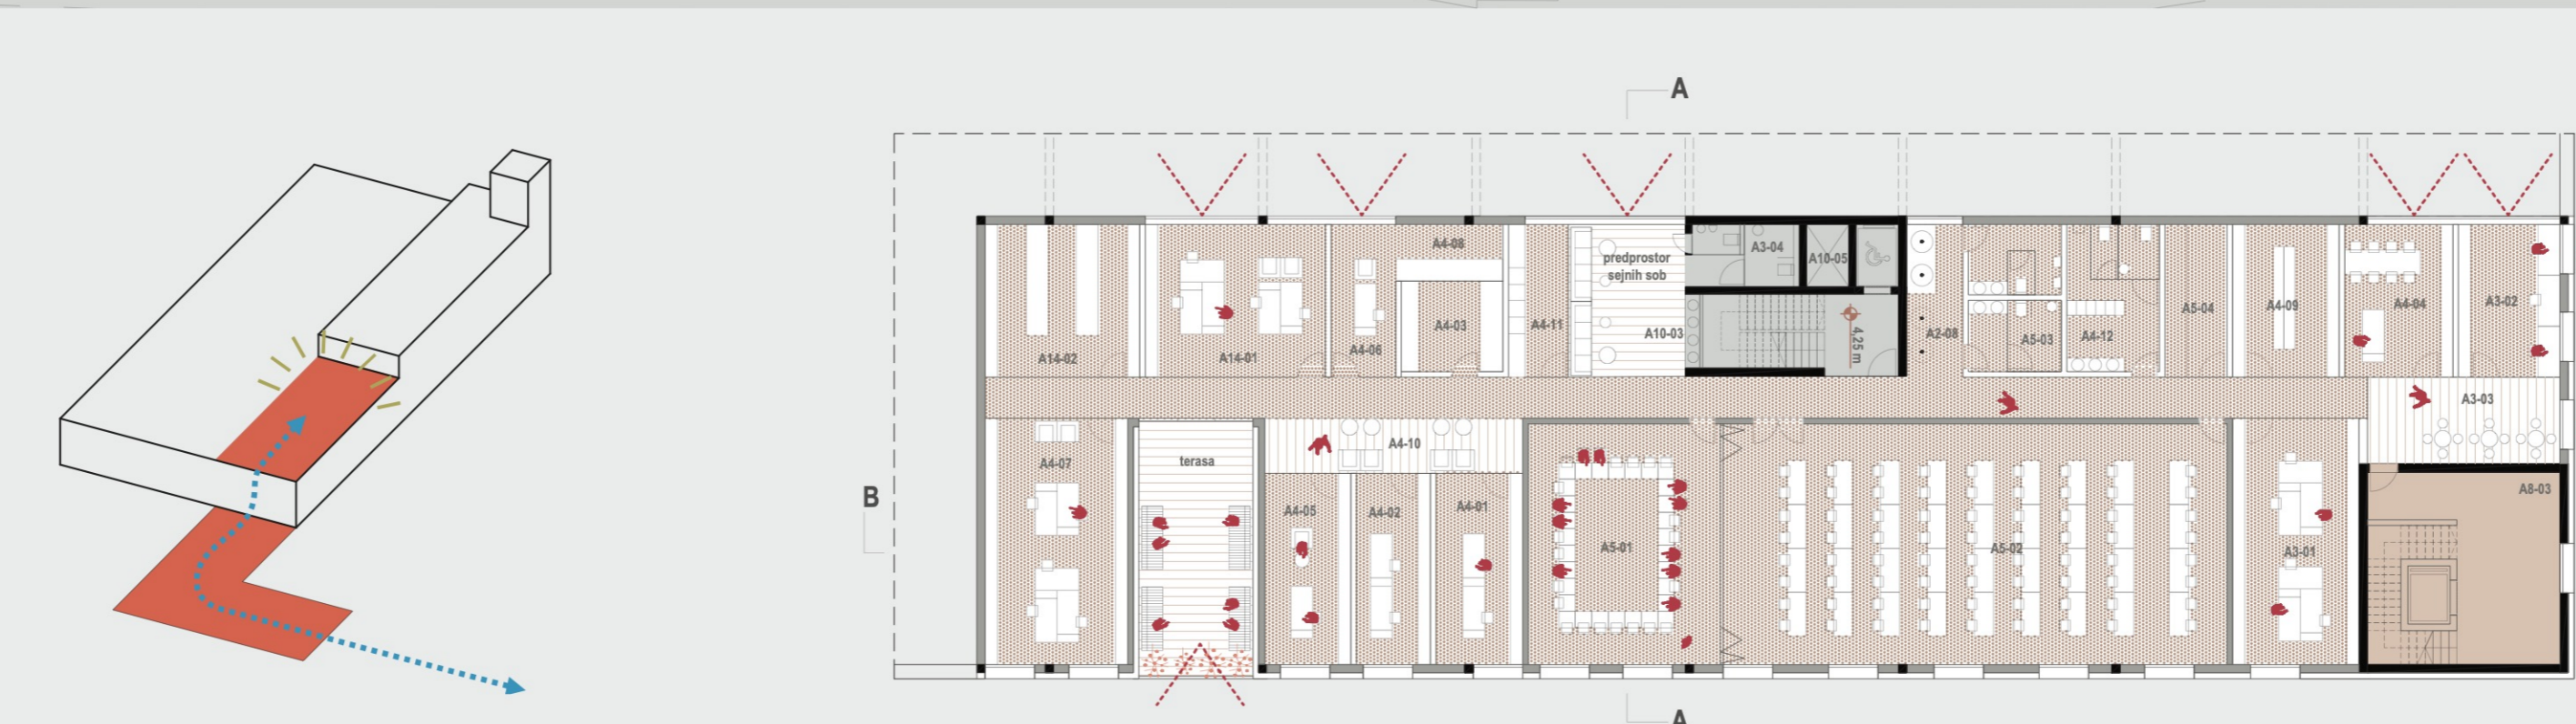 A
A4-08
predprostor
sejnih sob
A3-04
A10-05
A4-11
A10-03
4,25 m
A14-02
A14-01
A4-06
A4-03
A2-08
A5-03
A4-12
A5-04
A4-09
A4-04
A3-02
A3-03
A4-10
A4-07
terasa
B
A4-05
A4-02
A4-01
A5-01
A5-02
A3-01
A8-03
A